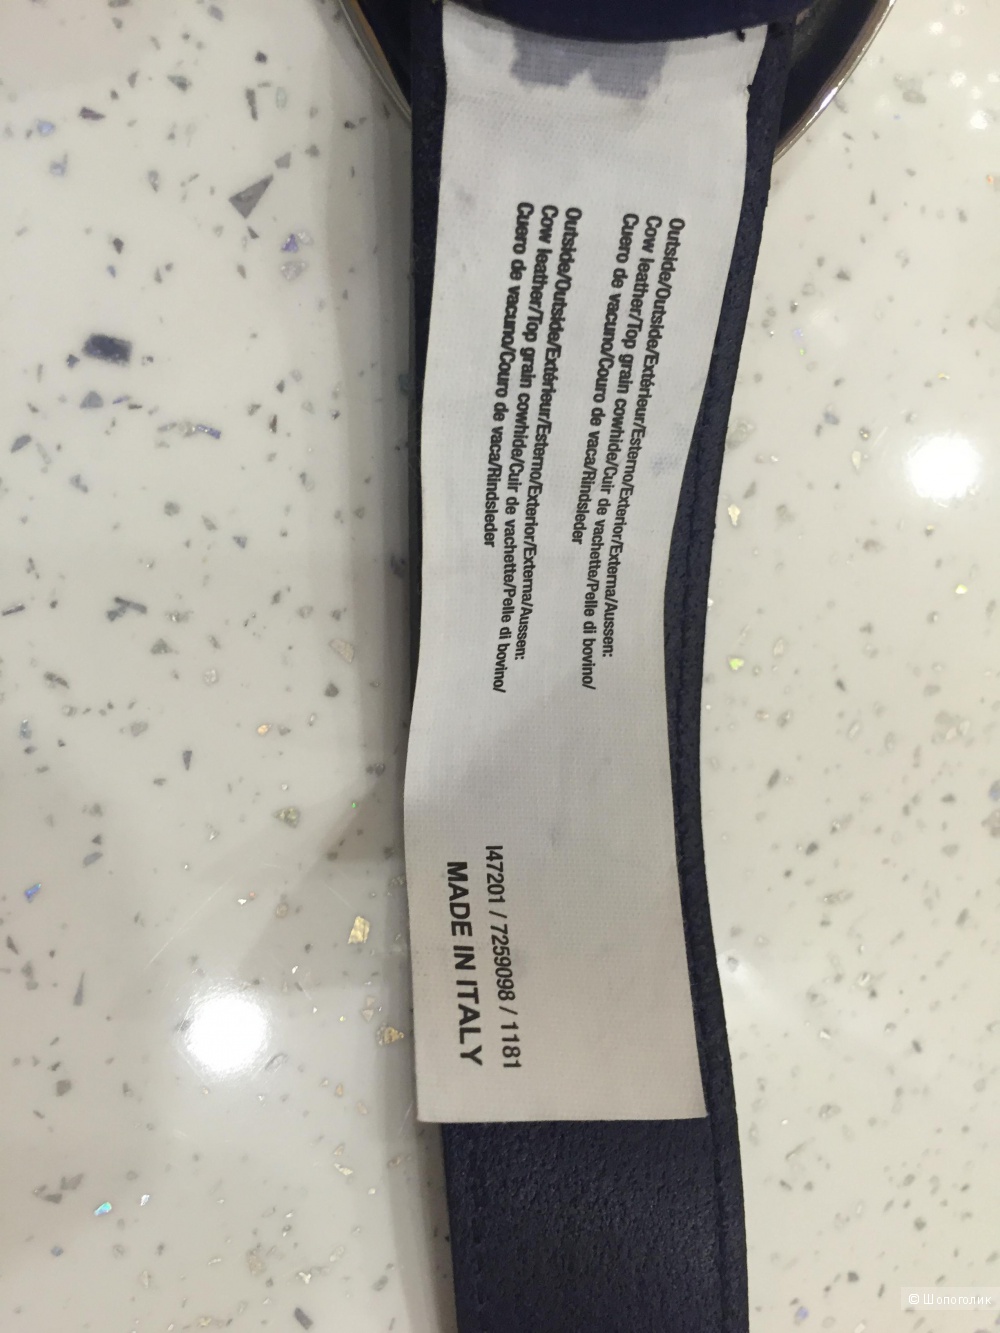 Outside/Outside/Extérieur/Esterno/Exterior/Externa/Aussen:
Cow leather/Top grain cowhide/Cuir de vachette/Pelle di bovino/
Cuero de vacuno/Couro de vaca/Rindsleder
Outside/Outside/Extérieur/Esterno/Exterior/Externa/Aussen:
Cow leather/Top grain cowhide/Cuir de vachette/Pelle di bovino/
Cuero de vacuno/Couro de vaca/Rindsleder
I47201 / 7259098 / 1181
MADE IN ITALY
© Шопоголик